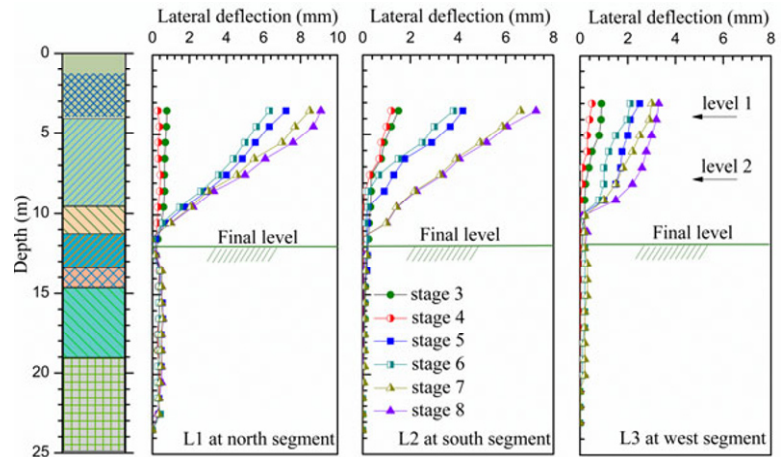 Lateral deflection (mm) Lateral deflection (mm) Lateral deflection (mm)
0 2 4 6 8 10 0 2 4 6 8 0 2 4 6 8
0
5
10
15
20
25
Depth (m)
level 1
level 2
Final level Final level Final level
stage 3
stage 4
stage 5
stage 6
stage 7
stage 8
L1 at north segment L2 at south segment L3 at west segment